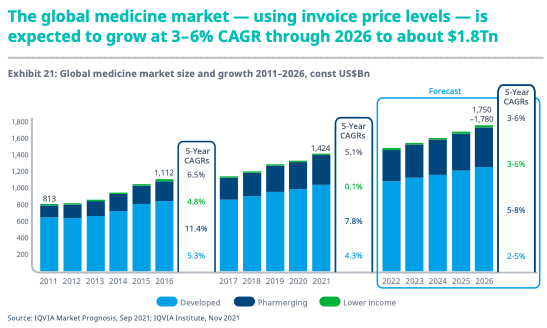 The global medicine market — using invoice price levels — is
expected to grow at 3–6% CAGR through 2026 to about $1.8Tn
Exhibit 21: Global medicine market size and growth 2011–2026, const US$Bn
Forecast
1,800
1,600
1,400
1,200
1,000
800
600
400
200
813
1,112
5-Year
CAGRs
6.5%
4.8%
11.4%
5.3%
1,424
5-Year
CAGRs
5.1%
0.1%
7.8%
4.3%
1,750
–1,780
5-Year
CAGRs
3-6%
3-6%
5-8%
2-5%
2011 2012 2013 2014 2015 2016 2017 2018 2019 2020 2021 2022 2023 2024 2025 2026
Developed Pharmerging Lower income
Source: IQVIA Market Prognosis, Sep 2021; IQVIA Institute, Nov 2021